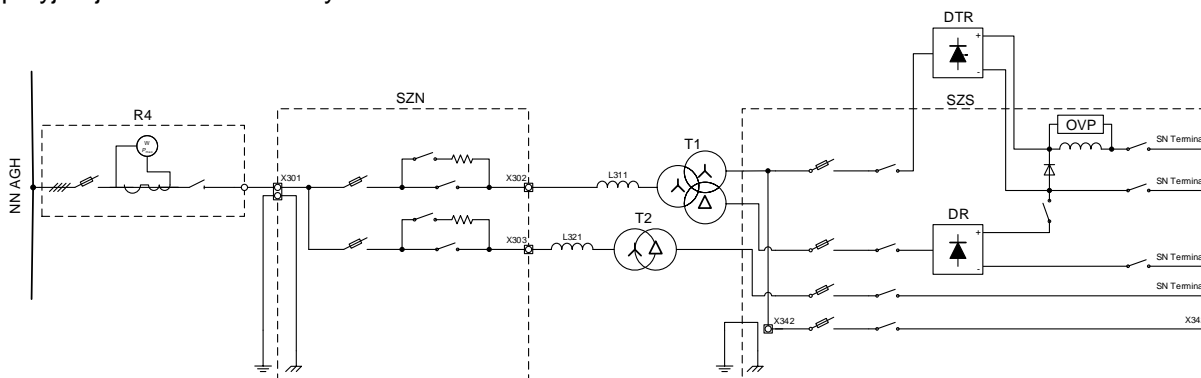 DTR
+
-
SZS
OVP
SN Termina
SN Termina
R4
W
SZN
T1
X301
X302
L311
NN AGH
T2
X303
L321
DR
+
-
SN Termina
SN Termina
X342
X34